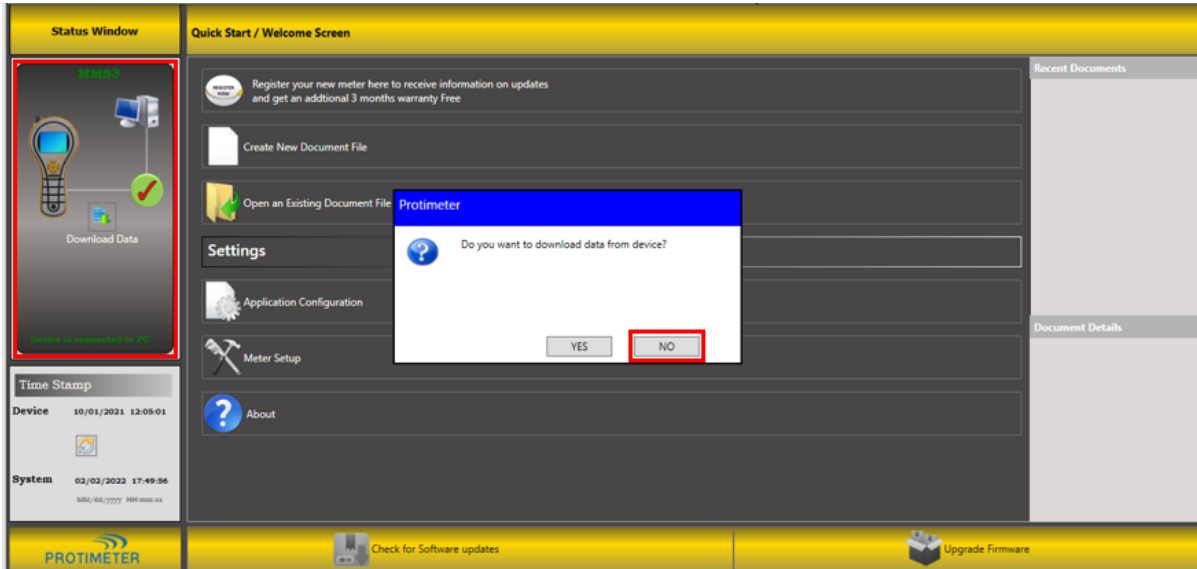 Status Window
Quick Start / Welcome Screen
MMS3
Download Data
Device is connected to PC
Time Stamp
Device 10/01/2021 12:05:01
System 02/02/2022 17:49:56
MM/dd/yyyy HH:mm:ss
PROTIMETER
REGISTER
NOW
Register your new meter here to receive information on updates
and get an addtional 3 months warranty Free
Create New Document File
Open an Existing Document File
Settings
Application Configuration
Meter Setup
About
Protimeter
Do you want to download data from device?
YES
NO
Recent Documents
Document Details
Check for Software updates
Upgrade Firmware